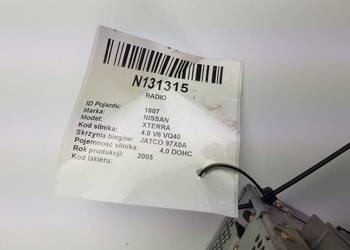 N131315
RADIO
ID Pojazdu: 1607
Marka: NISSAN
Model: XTERRA
Kod silnika: 4.0 V6 VQ40
Skrzynia biegów: JATCO 97X0A
Pojemność silnika: 4,0 DOHC
Rok produkcji: 2005
Kod lakieru: